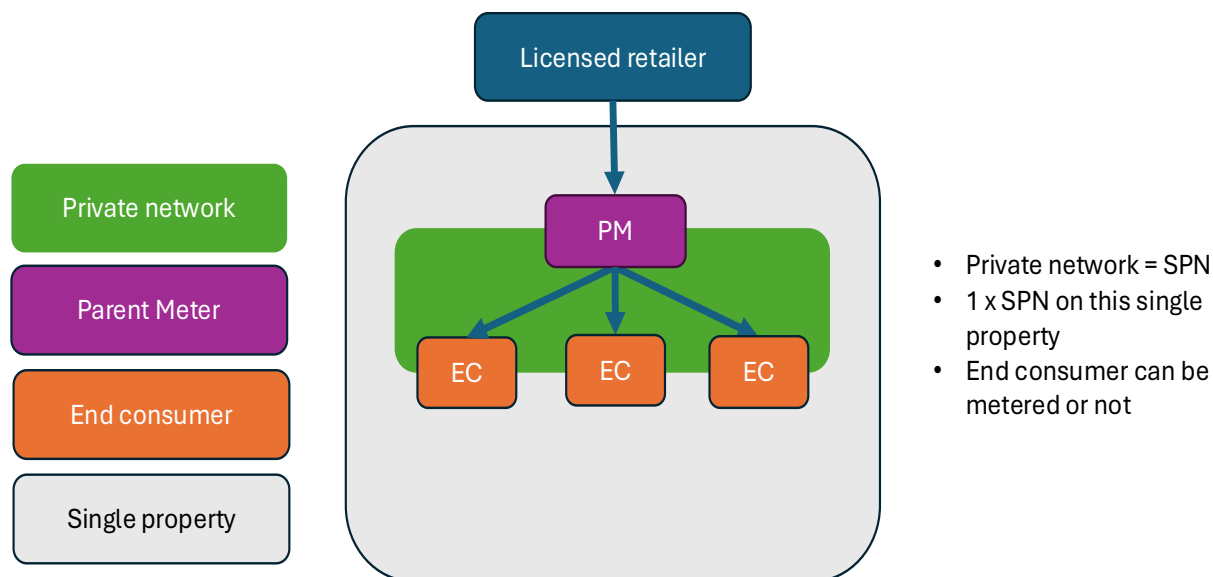 Licensed retailer
Private network
Parent Meter
End consumer
Single property
PM
EC
EC
EC
• Private network = SPN
• 1 x SPN on this single
property
• End consumer can be
metered or not